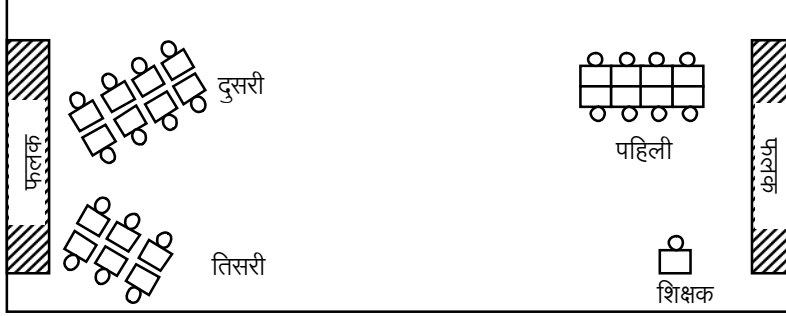 दुसरी
पहिली
फलक
फलक
तिसरी
शिक्षक